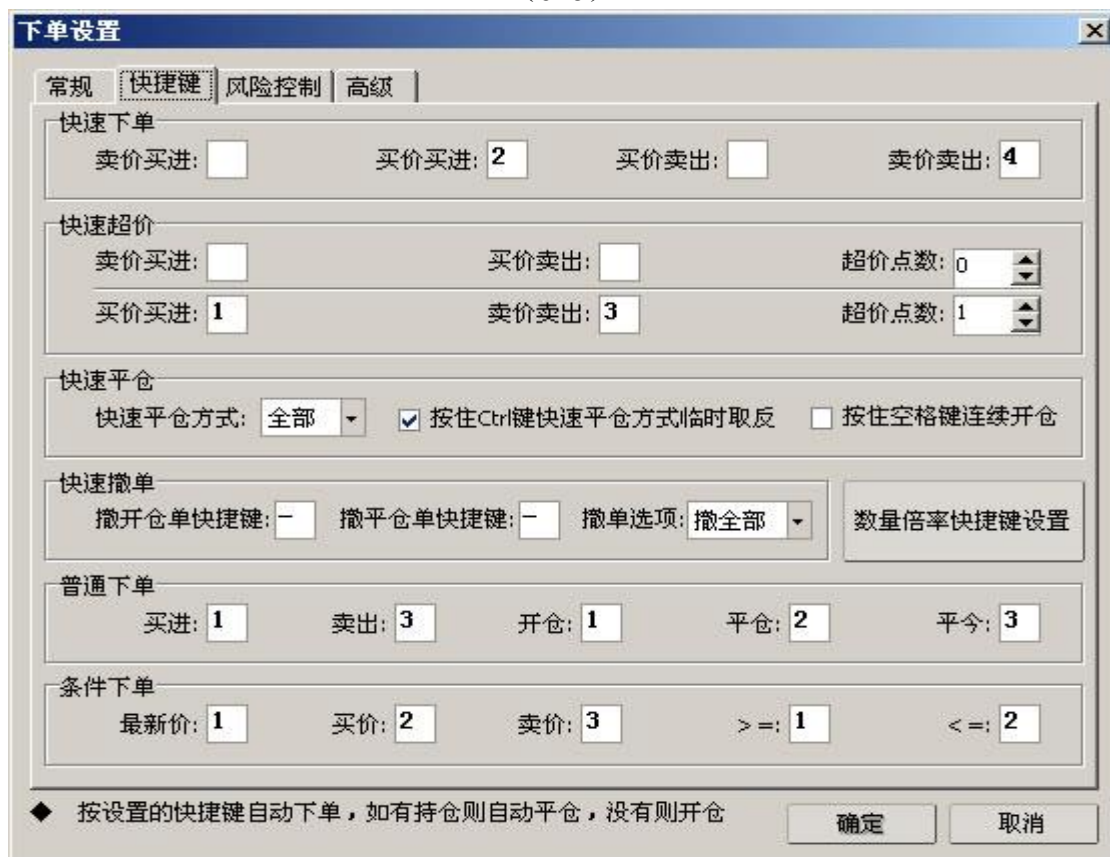 下单设置
常规 快捷键 风险控制 高级
快速下单
卖价买进: 买价买进: 2 买价卖出: 卖价卖出: 4
快速超价
卖价买进: 买价卖出: 超价点数: 0
买价买进: 1 卖价卖出: 3 超价点数: 1
快速平仓
快速平仓方式: 全部 按住Ctrl键快速平仓方式临时取反 按住空格键连续开仓
快速撤单
撤开仓单快捷键: - 撤平仓单快捷键: - 撤单选项: 撤全部 数量倍率快捷键设置
普通下单
买进: 1 卖出: 3 开仓: 1 平仓: 2 平今: 3
条件下单
最新价: 1 买价: 2 卖价: 3 >=: 1 <=: 2
◆ 按设置的快捷键自动下单，如有持仓则自动平仓，没有则开仓 确定 取消